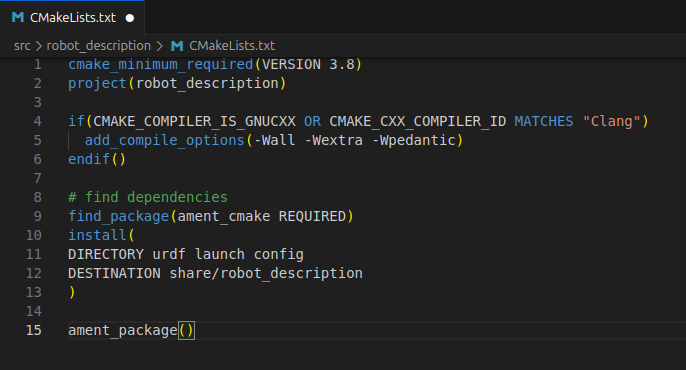 CMakeLists.txt
src > robot_description > CMakeLists.txt
1 cmake_minimum_required(VERSION 3.8)
2 project(robot_description)
3
4 if(CMAKE_COMPILER_IS_GNUCXX OR CMAKE_CXX_COMPILER_ID MATCHES "Clang")
5   add_compile_options(-Wall -Wextra -Wpedantic)
6 endif()
7
8 # find dependencies
9 find_package(ament_cmake REQUIRED)
10 install(
11 DIRECTORY urdf launch config
12 DESTINATION share/robot_description
13 )
14
15 ament_package()